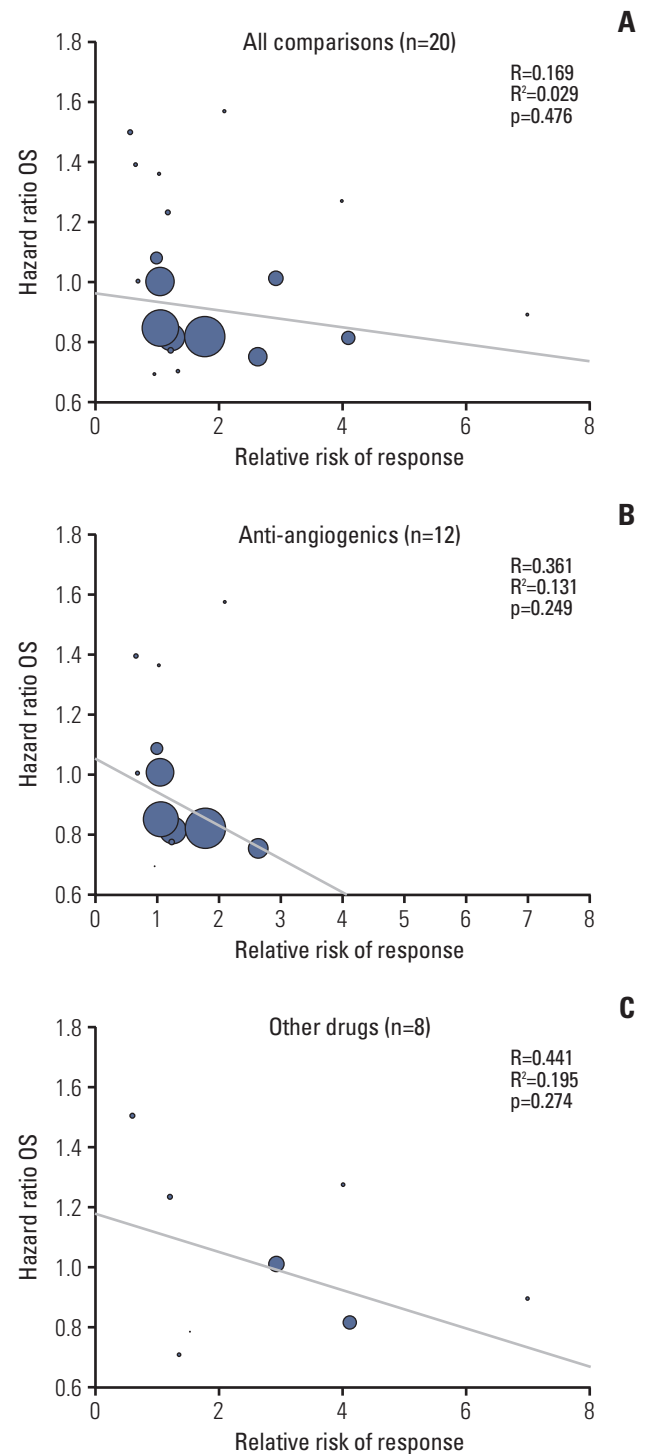 A
All comparisons (n=20)
R=0.169
R²=0.029
p=0.476
Hazard ratio OS
1.8
1.6
1.4
1.2
1.0
0.8
0.6
0 2 4 6 8
Relative risk of response
B
Anti-angiogenics (n=12)
R=0.361
R²=0.131
p=0.249
Hazard ratio OS
1.8
1.6
1.4
1.2
1.0
0.8
0.6
0 1 2 3 4 5 6 7 8
Relative risk of response
C
Other drugs (n=8)
R=0.441
R²=0.195
p=0.274
Hazard ratio OS
1.8
1.6
1.4
1.2
1.0
0.8
0.6
0 2 4 6 8
Relative risk of response